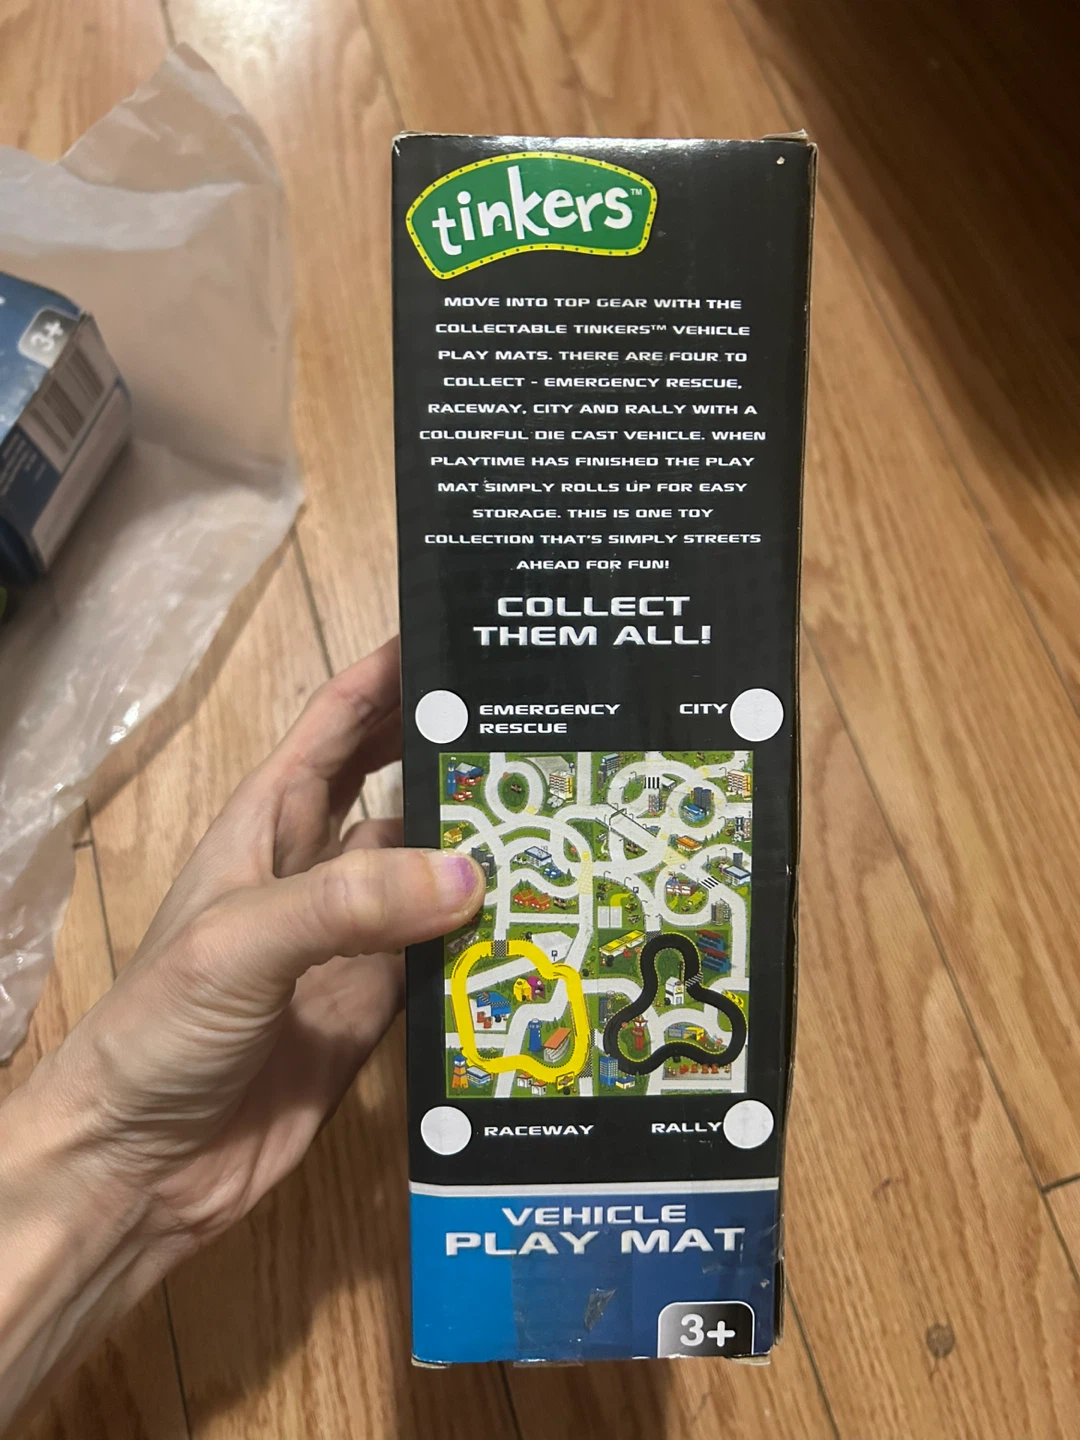 tinkers™
MOVE INTO TOP GEAR WITH THE
COLLECTABLE TINKERS™ VEHICLE
PLAY MATS. THERE ARE FOUR TO
COLLECT - EMERGENCY RESCUE,
RACEWAY, CITY AND RALLY WITH A
COLOURFUL DIE CAST VEHICLE. WHEN
PLAYTIME HAS FINISHED THE PLAY
MAT SIMPLY ROLLS UP FOR EASY
STORAGE. THIS IS ONE TOY
COLLECTION THAT'S SIMPLY STREETS
AHEAD FOR FUN!
COLLECT
THEM ALL!
EMERGENCY
RESCUE
CITY
RACEWAY
RALLY
VEHICLE
PLAY MAT
3+
3+